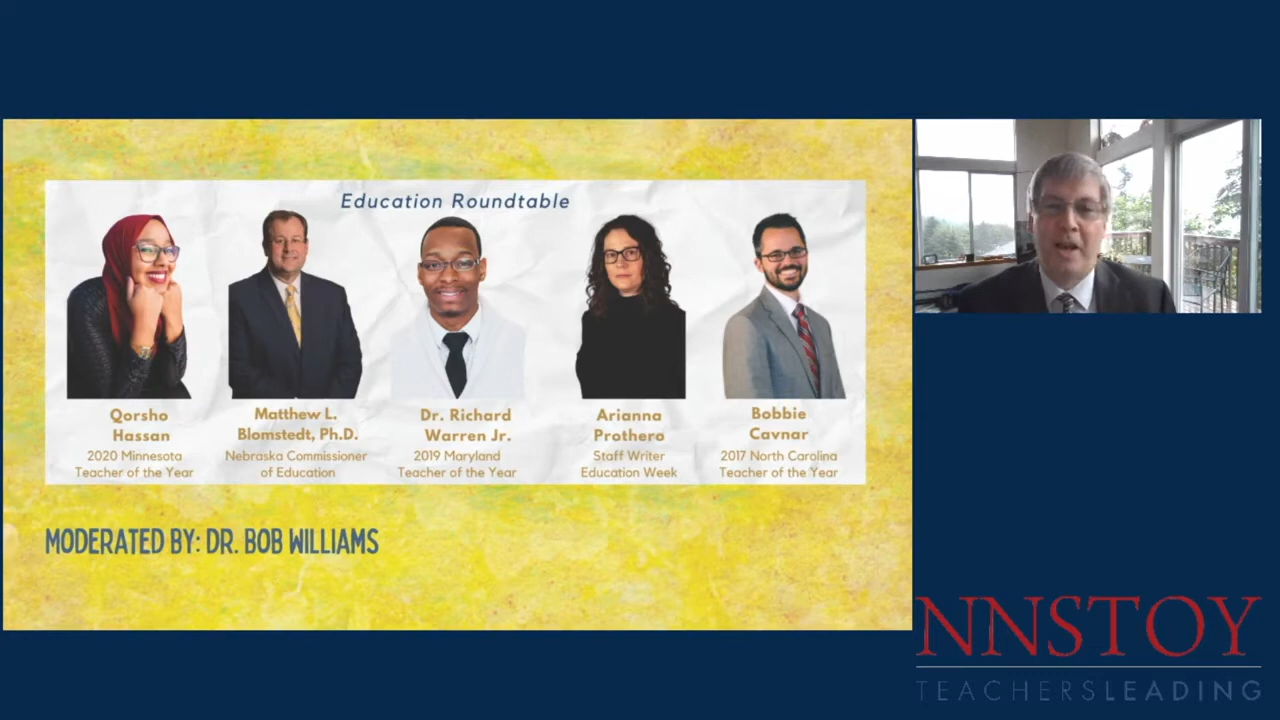 Education Roundtable
Qorsho
Hassan
2020 Minnesota
Teacher of the Year
Matthew L.
Blomstedt, Ph.D.
Nebraska Commissioner
of Education
Dr. Richard
Warren Jr.
2019 Maryland
Teacher of the Year
Arianna
Prothero
Staff Writer
Education Week
Bobbie
Cavnar
2017 North Carolina
Teacher of the Year
MODERATED BY: DR. BOB WILLIAMS
NNSTOY
TEACHERSLEADING